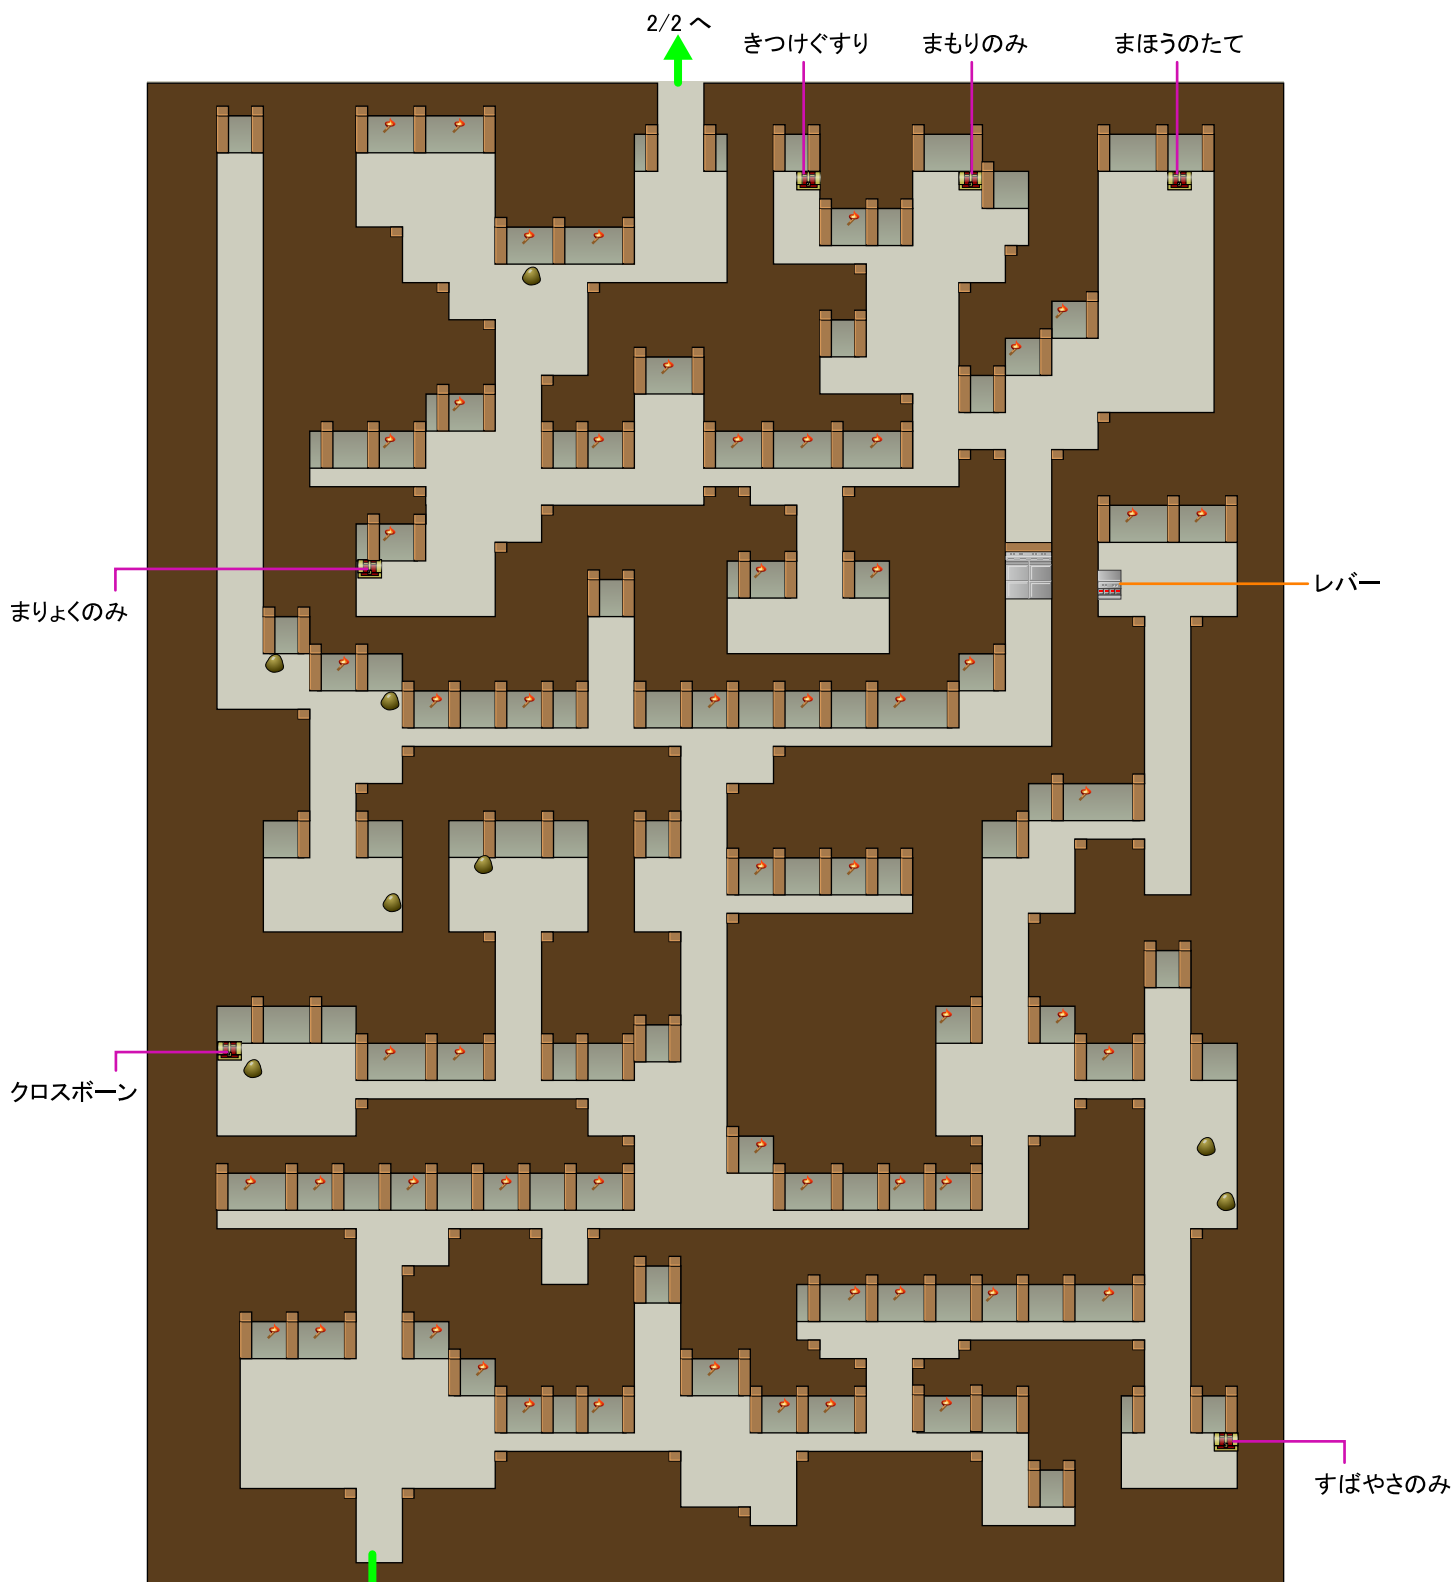 2/2 へ
きつけぐすり
まもりのみ
まほうのたて
レバー
まりょくのみ
クロスボーン
すばやさのみ